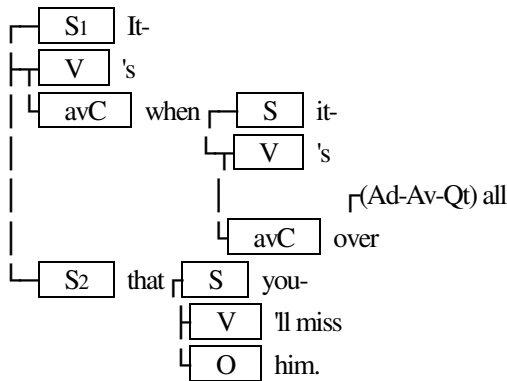 S1 It-
V 's
avC when S it-
V 's
(Ad-Av-Qt) all
avC over
S2 that S you-
V 'll miss
O him.